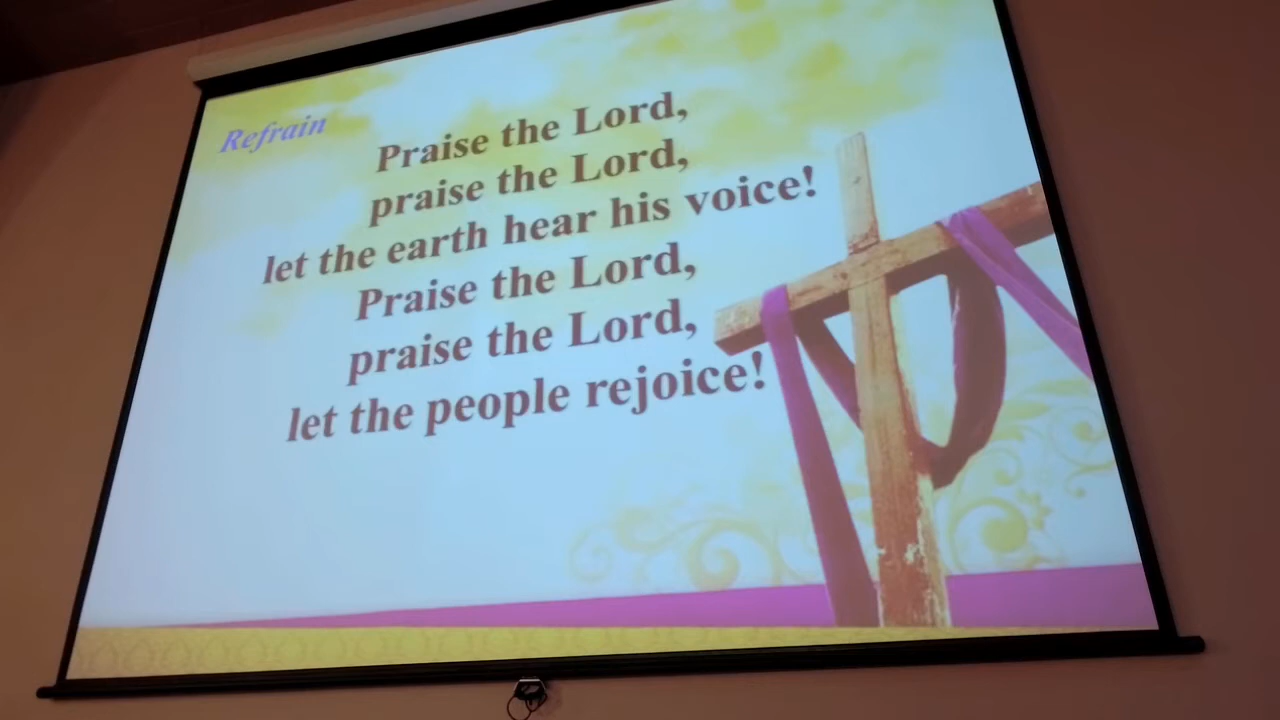 Refrain
Praise the Lord,
praise the Lord,
let the earth hear his voice!
Praise the Lord,
praise the Lord,
let the people rejoice!